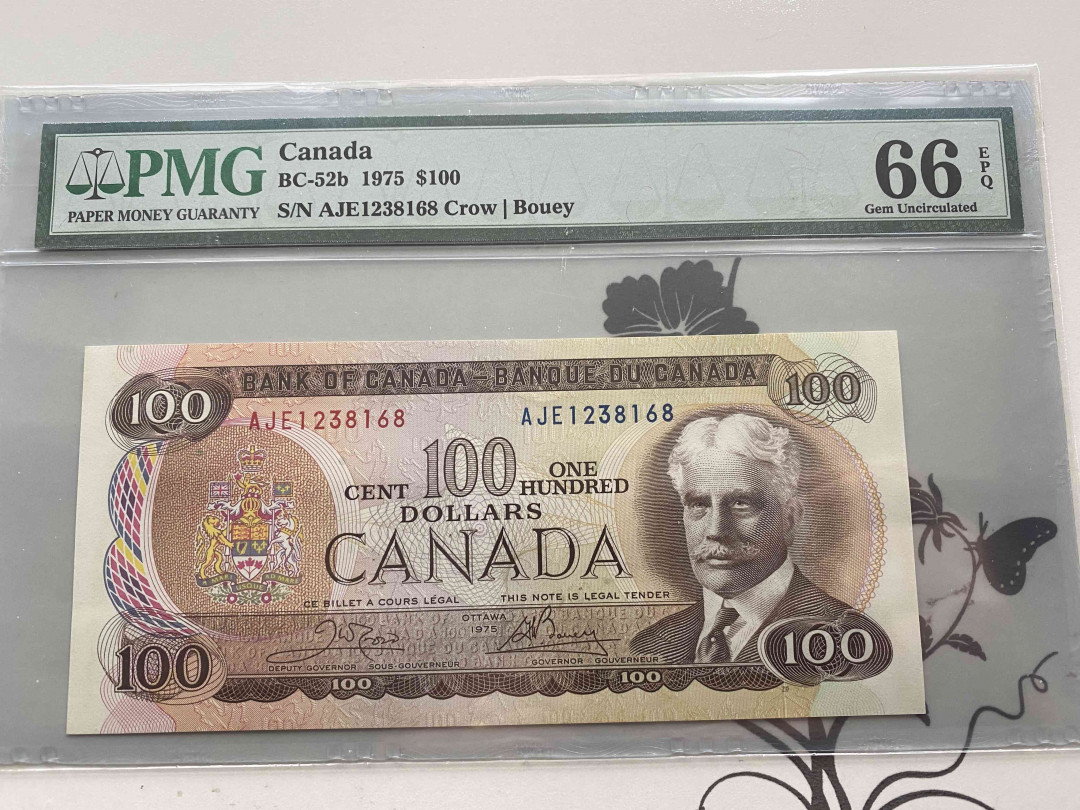 PMG
PAPER MONEY GUARANTY
Canada
BC-52b 1975 $100
S/N AJE1238168 Crow | Bouey
66
EPQ
Gem Uncirculated
BANK OF CANADA – BANQUE DU CANADA
100
100
AJE1238168
AJE1238168
CENT 100 ONE HUNDRED
DOLLARS
CANADA
CE BILLET A COURS LÉGAL
THIS NOTE IS LEGAL TENDER
OTTAWA
1975
DEPUTY GOVERNOR SOUS-GOUVERNEUR
GOVERNOR GOUVERNEUR
100
100
100
100